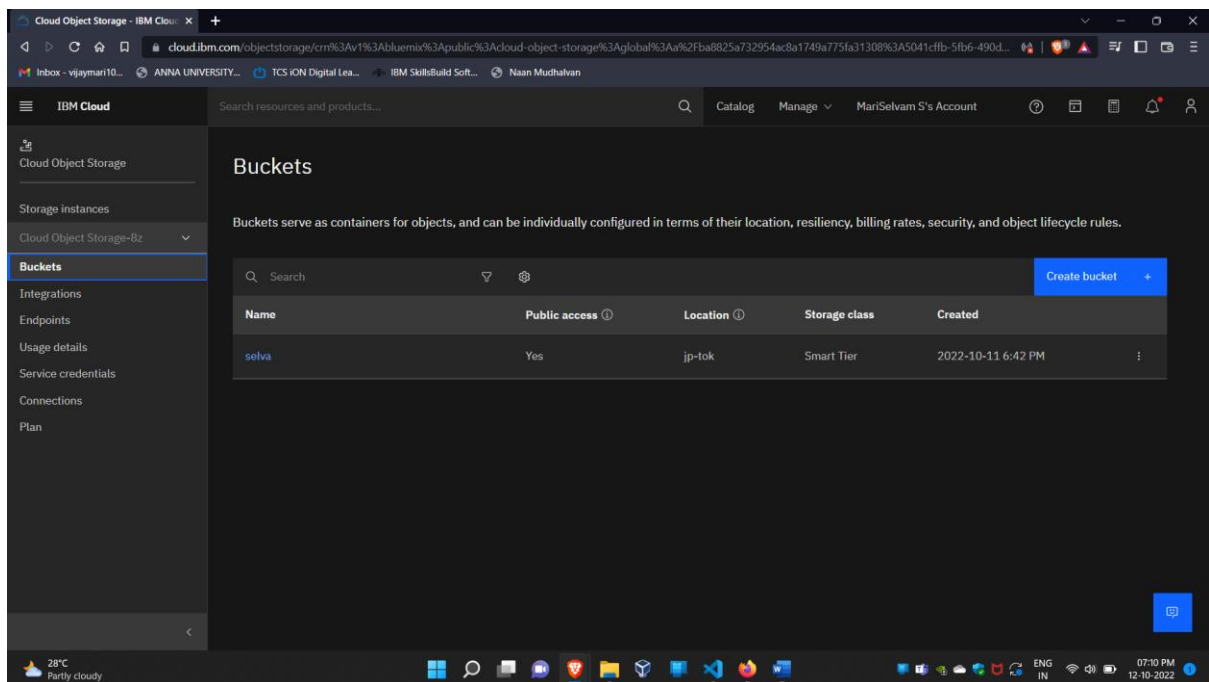 Cloud Object Storage - IBM Clou
cloud.ibm.com/objectstorage/crn%3Av1%3Abluemix%3Apublic%3Acloud-object-storage%3Aglobal%3Aa%2Fba8825a732954ac8a1749a775fa31308%3A5041cffb-5fb6-490d...
Inbox - vijaymari10... ANNA UNIVERSITY... TCS iON Digital Lea... IBM SkillsBuild Soft... Naan Mudhalvan
IBM Cloud Search resources and products... Catalog Manage MariSelvam S's Account
Cloud Object Storage
Storage instances
Cloud Object Storage-8z
Buckets
Integrations
Endpoints
Usage details
Service credentials
Connections
Plan
Buckets
Buckets serve as containers for objects, and can be individually configured in terms of their location, resiliency, billing rates, security, and object lifecycle rules.
Search Create bucket +
Name Public access Location Storage class Created
selva Yes jp-tok Smart Tier 2022-10-11 6:42 PM
28°C
Partly cloudy
ENG
IN
07:10 PM
12-10-2022
1